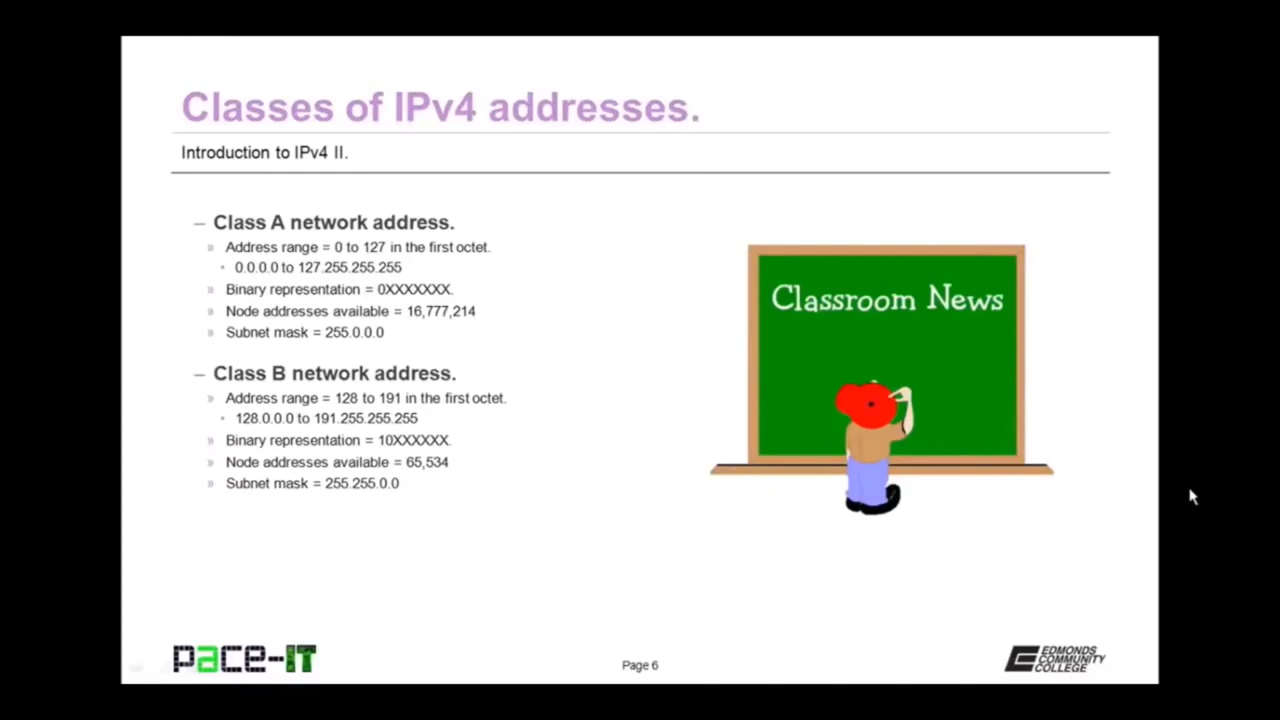 Classes of IPv4 addresses.
Introduction to IPv4 II.
– Class A network address.
» Address range = 0 to 127 in the first octet.
• 0.0.0.0 to 127.255.255.255
» Binary representation = 0XXXXXXX.
» Node addresses available = 16,777,214
» Subnet mask = 255.0.0.0
– Class B network address.
» Address range = 128 to 191 in the first octet.
• 128.0.0.0 to 191.255.255.255
» Binary representation = 10XXXXXX.
» Node addresses available = 65,534
» Subnet mask = 255.255.0.0
Classroom News
pace-IT
Page 6
EDMONDS
COMMUNITY
COLLEGE